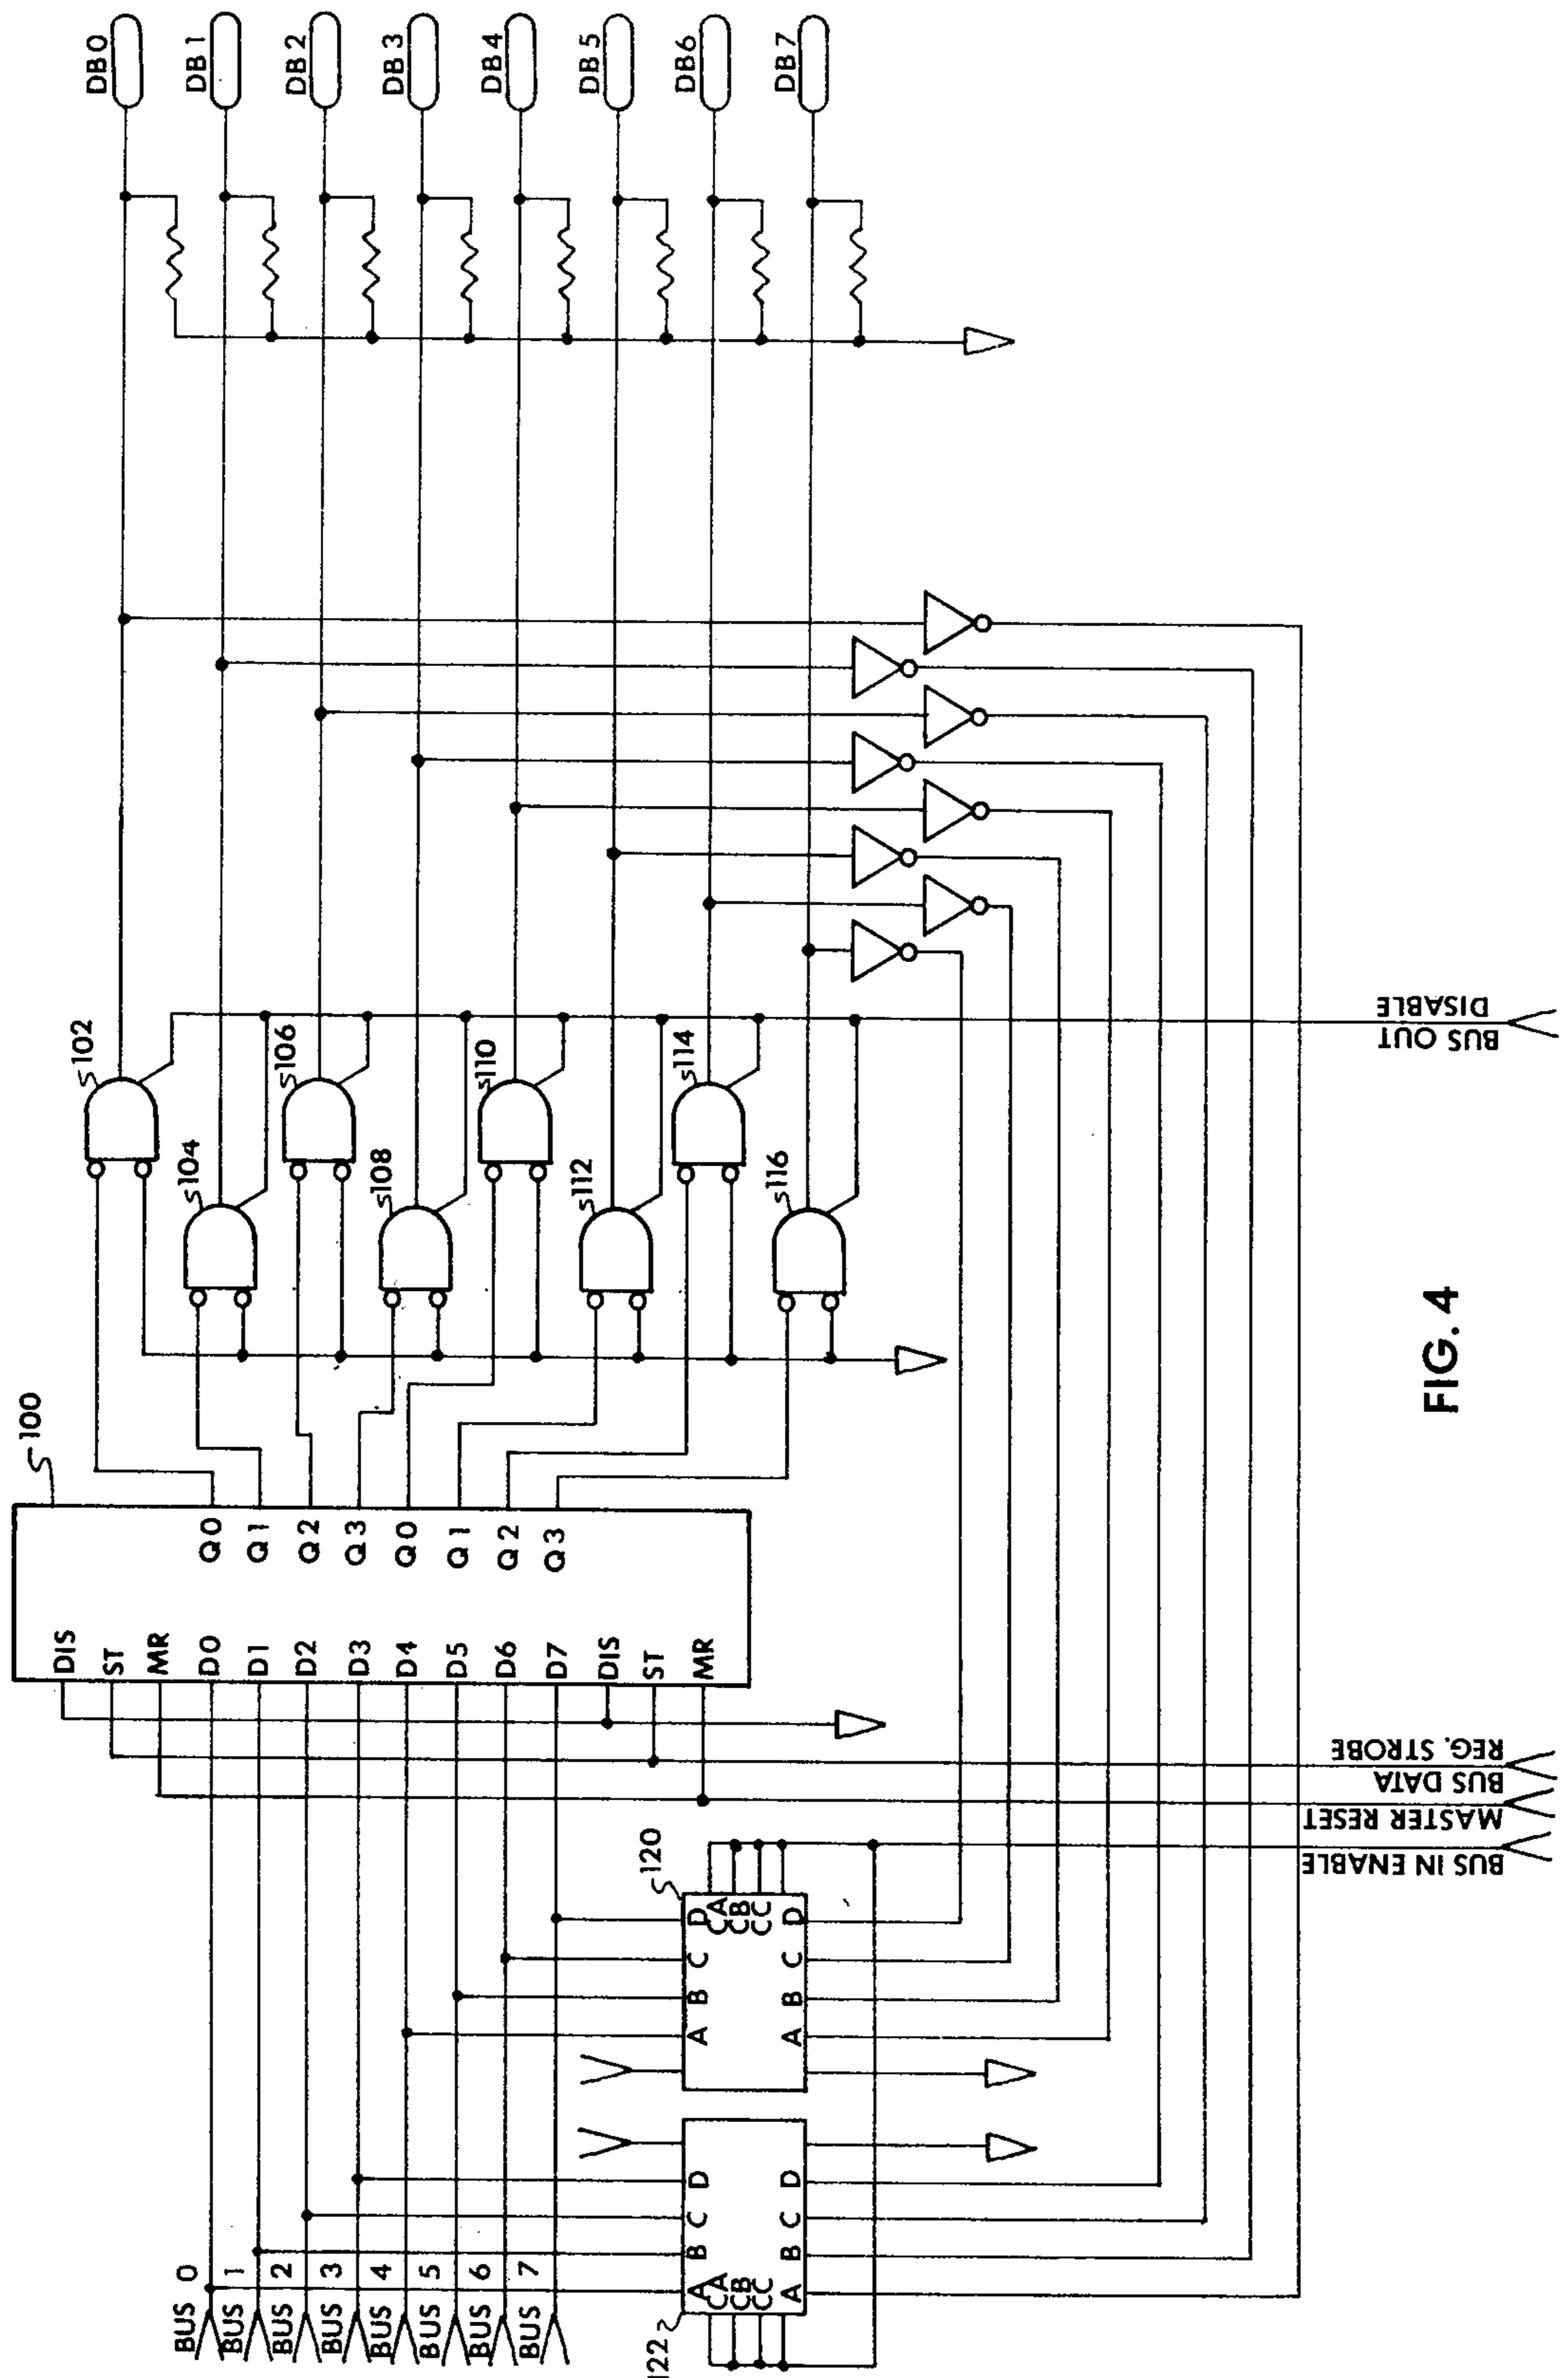 DB0
DB1
DB2
DB3
DB4
DB5
DB6
DB7
102
104
106
108
110
112
114
116
BUS OUT
DISABLE
100
DIS
ST
MR
D0
D1
D2
D3
D4
D5
D6
D7
DIS
ST
MR
Q0
Q1
Q2
Q3
Q0
Q1
Q2
Q3
BUS DATA
REG. STROBE
MASTER RESET
BUS IN ENABLE
120
A
B
C
D
CA
CB
CC
A
B
C
D
122
A
B
C
D
CA
CB
CC
A
B
C
D
BUS 0
BUS 1
BUS 2
BUS 3
BUS 4
BUS 5
BUS 6
BUS 7
FIG. 4